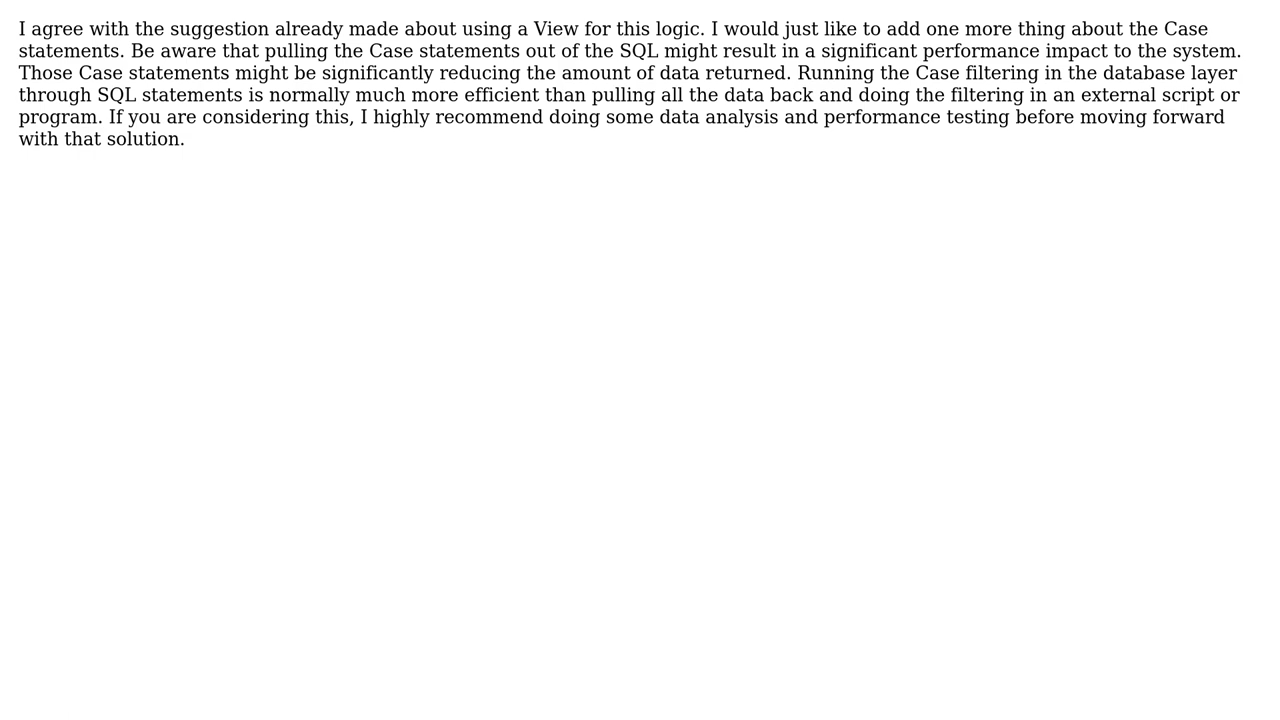 I agree with the suggestion already made about using a View for this logic. I would just like to add one more thing about the Case
statements. Be aware that pulling the Case statements out of the SQL might result in a significant performance impact to the system.
Those Case statements might be significantly reducing the amount of data returned. Running the Case filtering in the database layer
through SQL statements is normally much more efficient than pulling all the data back and doing the filtering in an external script or
program. If you are considering this, I highly recommend doing some data analysis and performance testing before moving forward
with that solution.